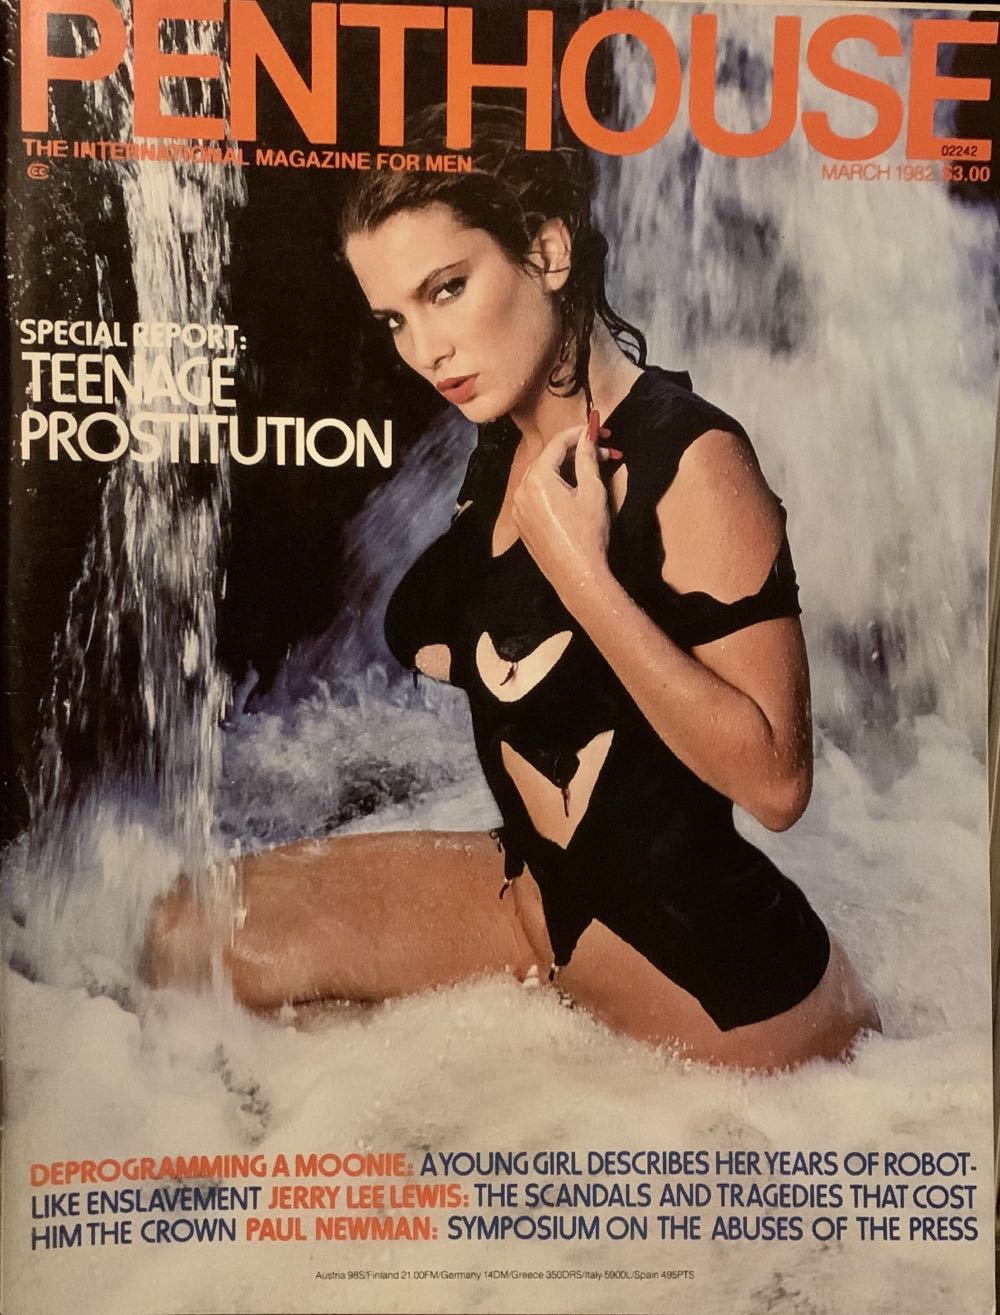 PENTHOUSE
THE INTERNATIONAL MAGAZINE FOR MEN
02242
MARCH 1982 $3.00
SPECIAL REPORT:
TEENAGE
PROSTITUTION
DEPROGRAMMING A MOONIE: A YOUNG GIRL DESCRIBES HER YEARS OF ROBOT-
LIKE ENSLAVEMENT JERRY LEE LEWIS: THE SCANDALS AND TRAGEDIES THAT COST
HIM THE CROWN PAUL NEWMAN: SYMPOSIUM ON THE ABUSES OF THE PRESS
Austria 98S/Finland 21.00FM/Germany 14DM/Greece 350DRS/Italy 5900L/Spain 495PTS